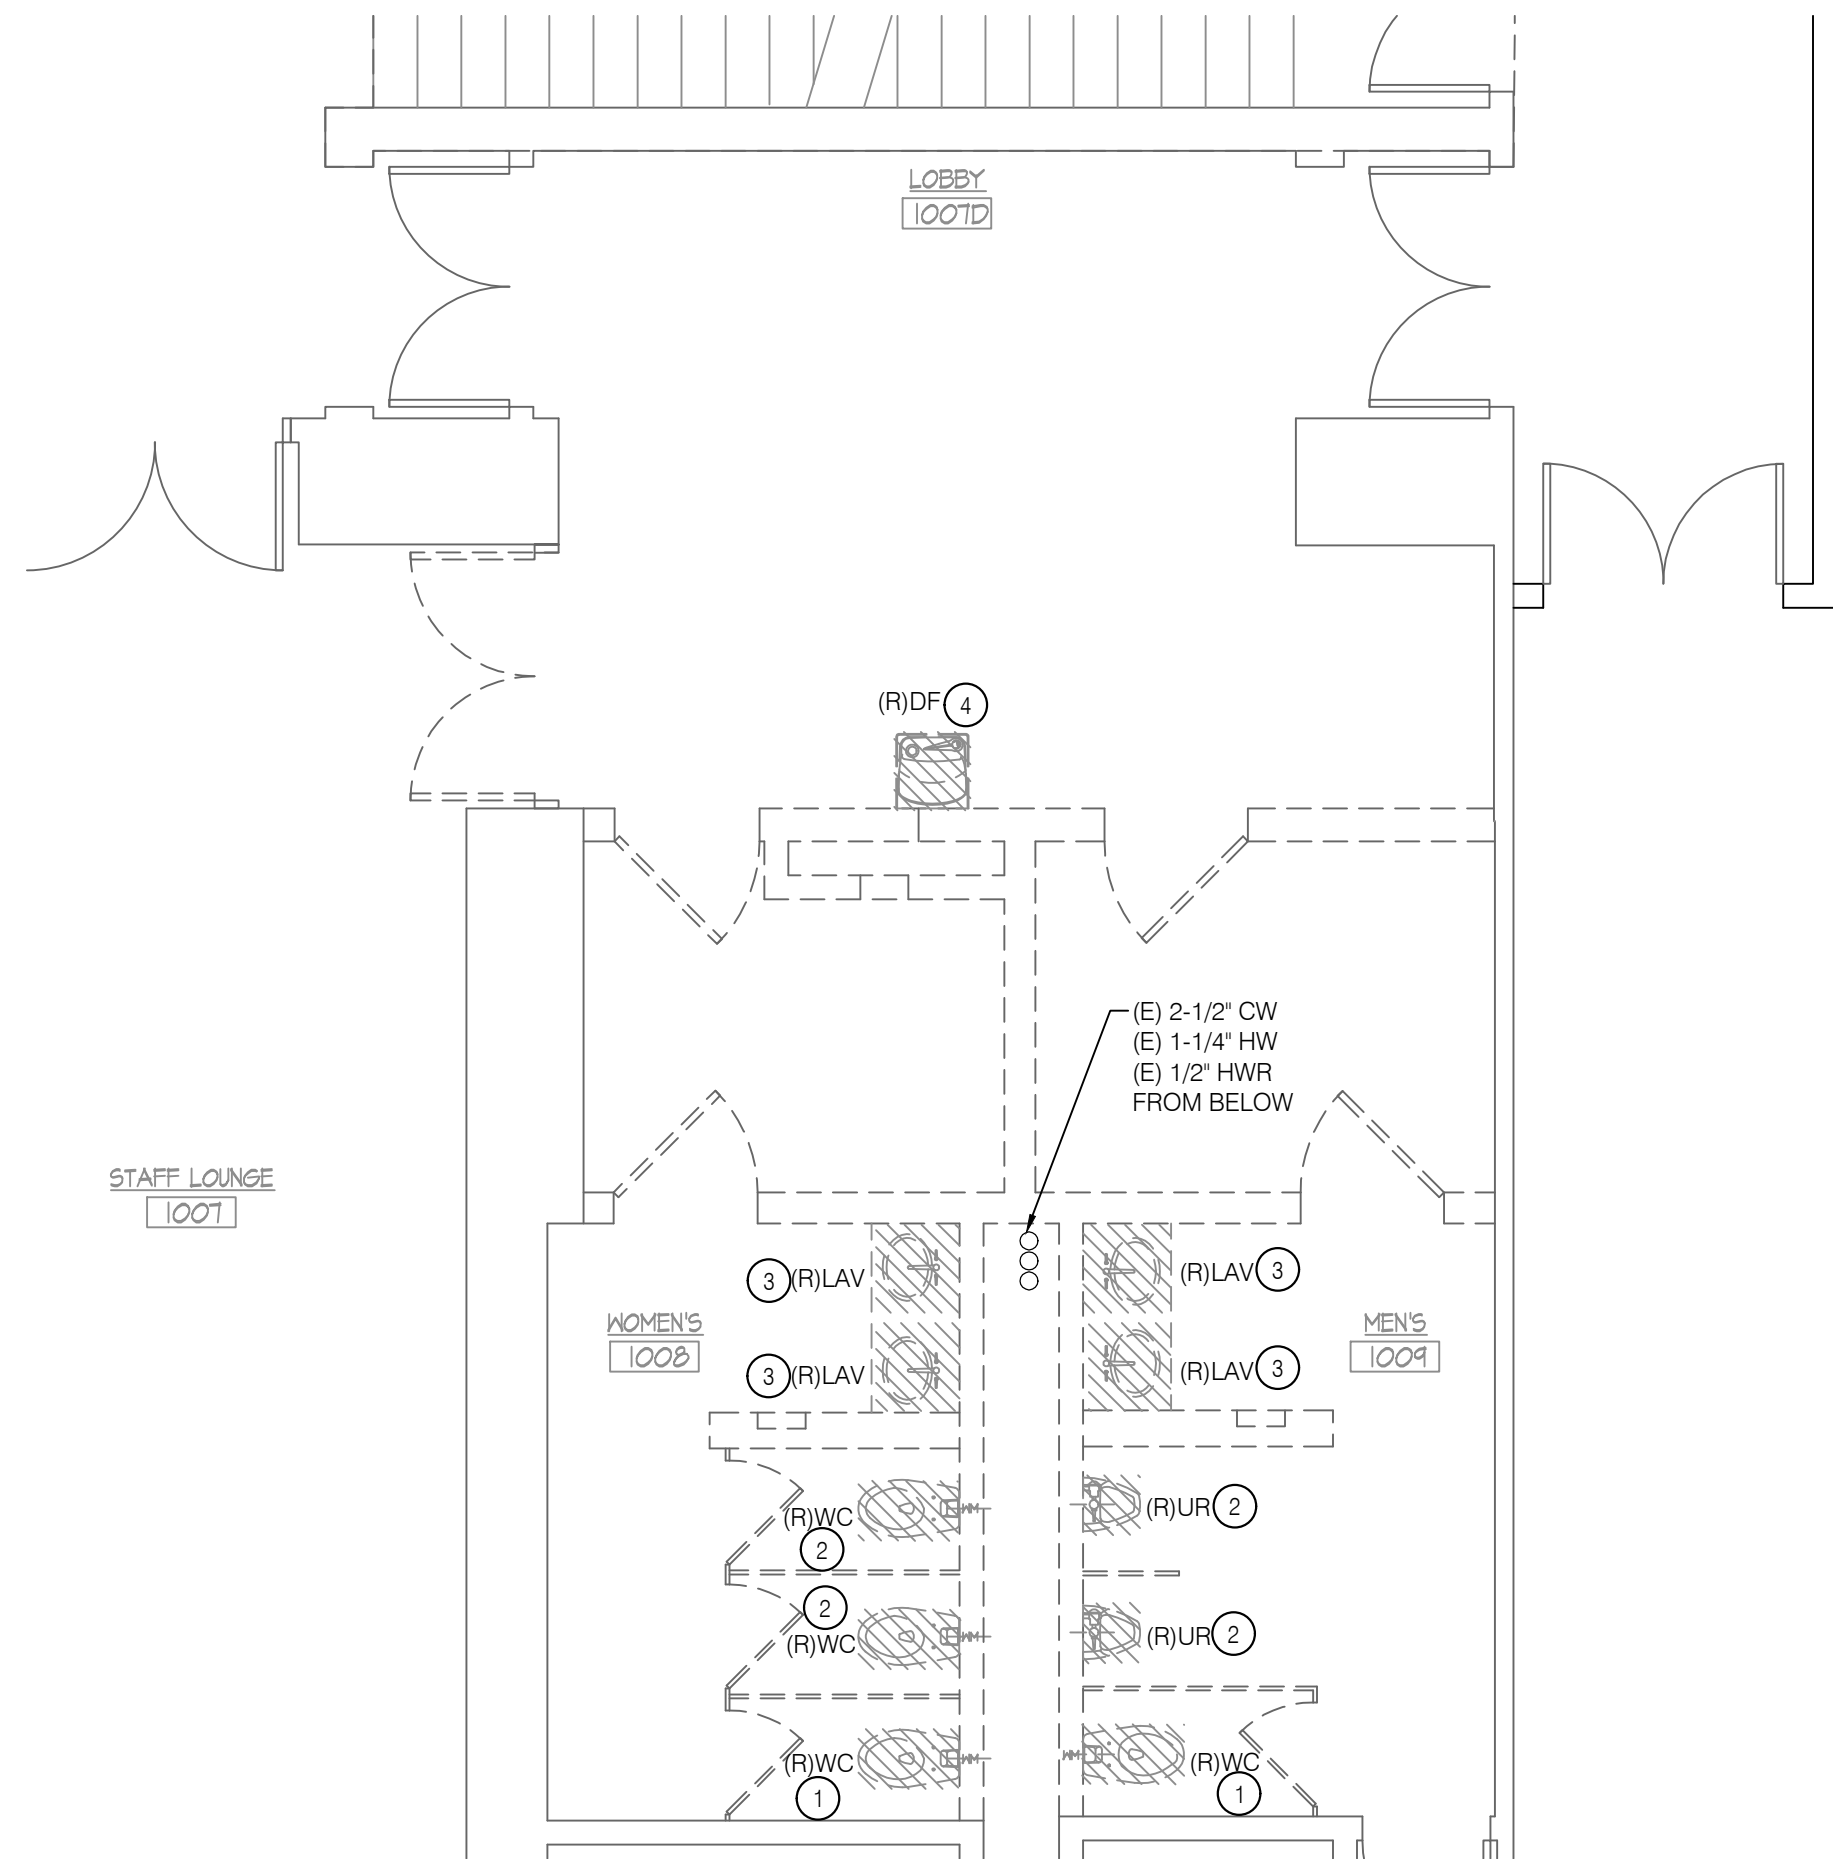 LOBBY
1007D
(R)DF 4
(E) 2-1/2" CW
(E) 1-1/4" HW
(E) 1/2" HWR
FROM BELOW
STAFF LOUNGE
1007
3 (R)LAV
(R)LAV 3
WOMEN'S
1008
MEN'S
1009
3 (R)LAV
(R)LAV 3
(R)WC
2
(R)UR 2
2
(R)WC
(R)UR 2
(R)WC
1
(R)WC
1